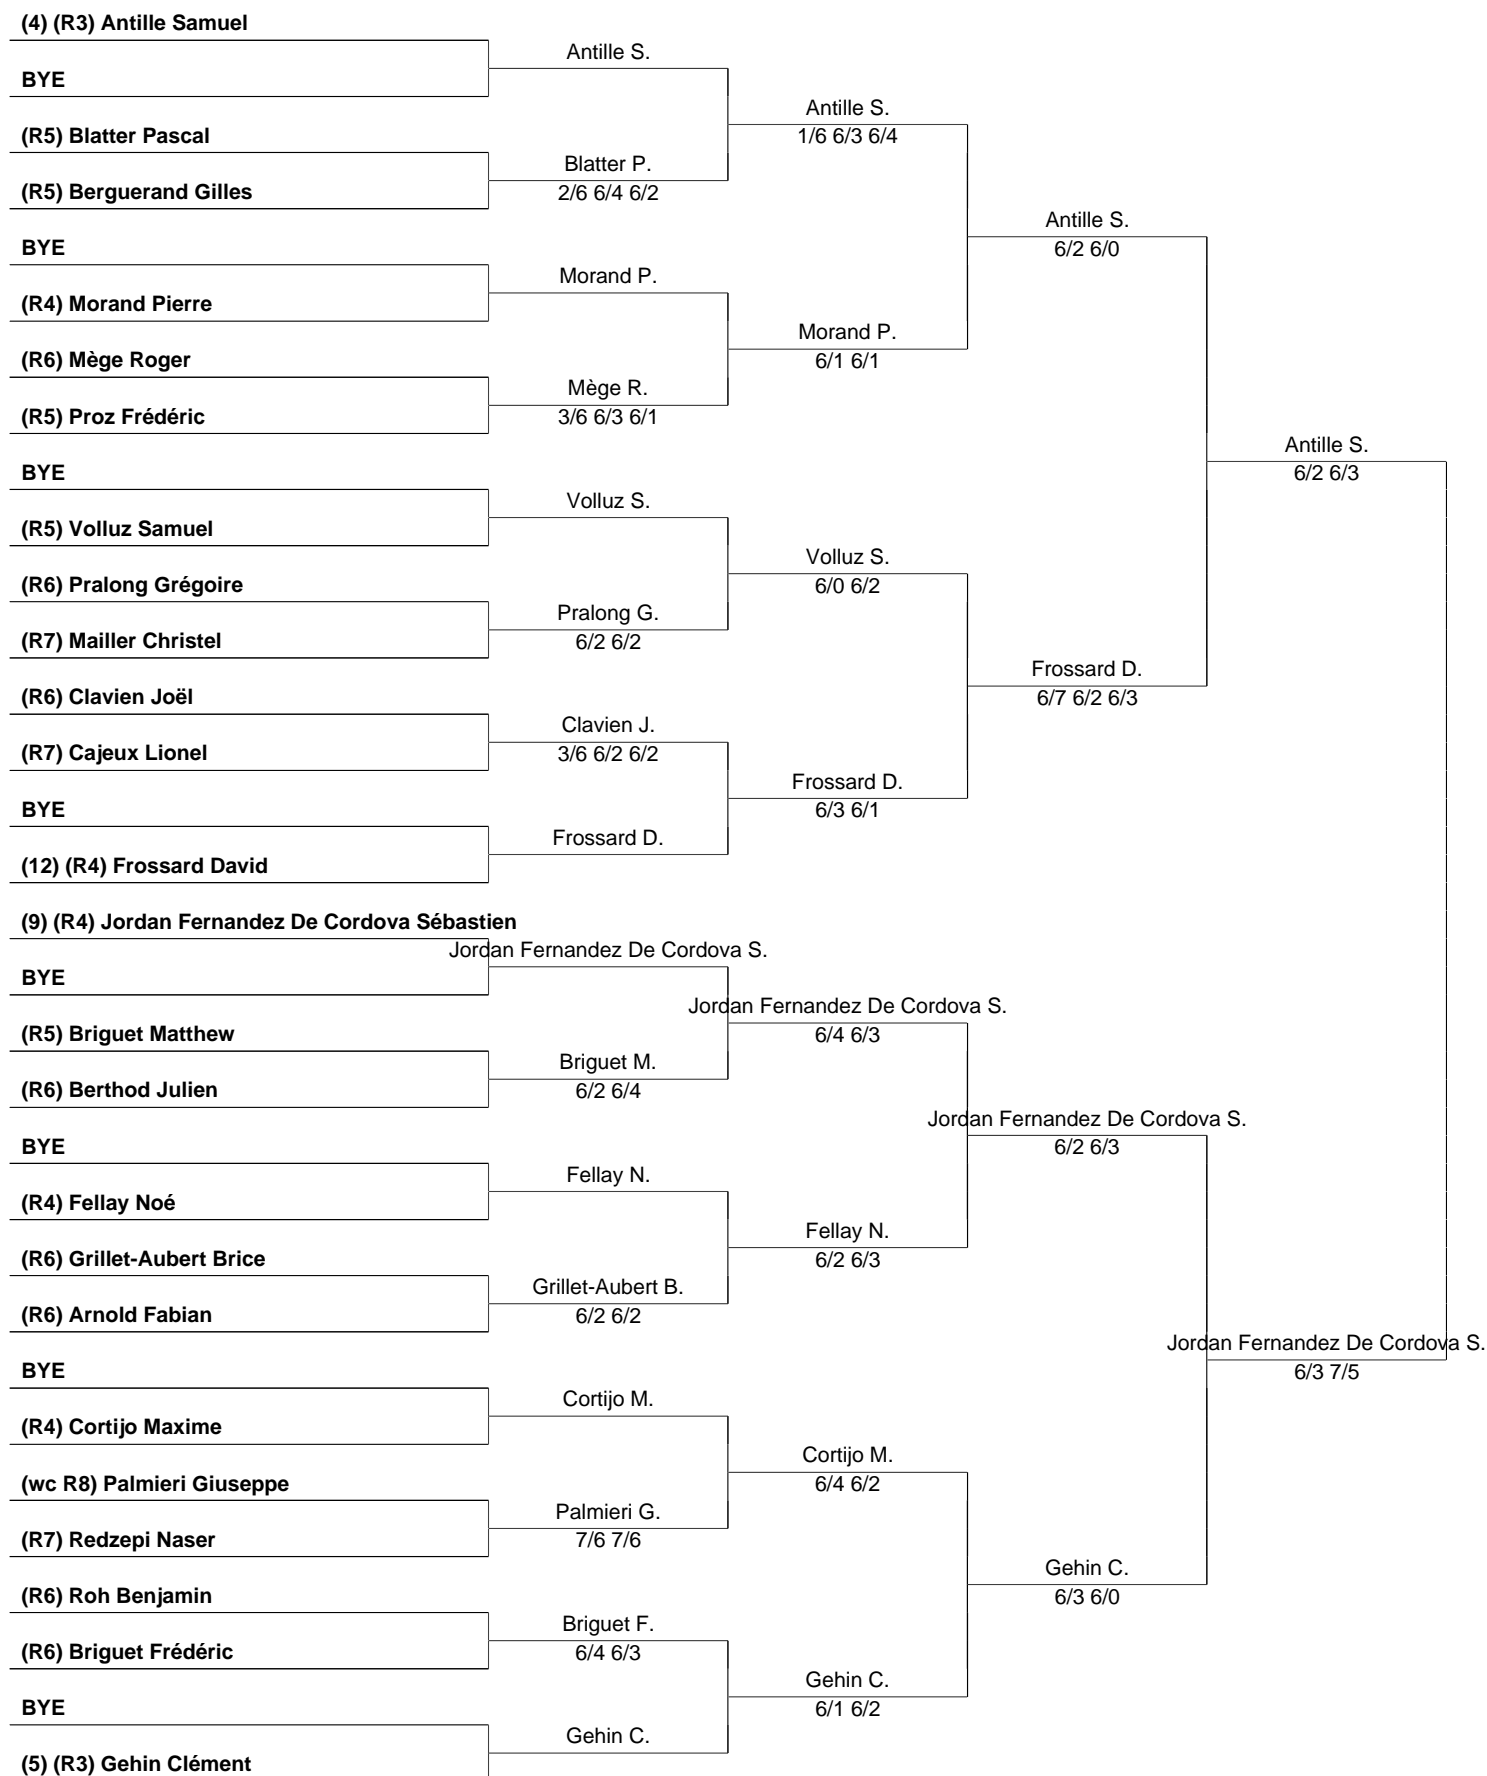 (4) (R3) Antille Samuel
Antille S.
BYE
Antille S.
1/6 6/3 6/4
(R5) Blatter Pascal
Blatter P.
2/6 6/4 6/2
(R5) Berguerand Gilles
Antille S.
6/2 6/0
BYE
Morand P.
(R4) Morand Pierre
Morand P.
6/1 6/1
(R6) Mège Roger
Mège R.
3/6 6/3 6/1
(R5) Proz Frédéric
Antille S.
6/2 6/3
BYE
Volluz S.
(R5) Volluz Samuel
Volluz S.
6/0 6/2
(R6) Pralong Grégoire
Pralong G.
6/2 6/2
(R7) Mailler Christel
Frossard D.
6/7 6/2 6/3
(R6) Clavien Joël
Clavien J.
3/6 6/2 6/2
(R7) Cajeux Lionel
Frossard D.
6/3 6/1
BYE
Frossard D.
(12) (R4) Frossard David
(9) (R4) Jordan Fernandez De Cordova Sébastien
Jordan Fernandez De Cordova S.
BYE
Jordan Fernandez De Cordova S.
6/4 6/3
(R5) Briguet Matthew
Briguet M.
6/2 6/4
(R6) Berthod Julien
Jordan Fernandez De Cordova S.
6/2 6/3
BYE
Fellay N.
(R4) Fellay Noé
Fellay N.
6/2 6/3
(R6) Grillet-Aubert Brice
Grillet-Aubert B.
6/2 6/2
(R6) Arnold Fabian
Jordan Fernandez De Cordova S.
6/3 7/5
BYE
Cortijo M.
(R4) Cortijo Maxime
Cortijo M.
6/4 6/2
(wc R8) Palmieri Giuseppe
Palmieri G.
7/6 7/6
(R7) Redzepi Naser
Gehin C.
6/3 6/0
(R6) Roh Benjamin
Briguet F.
6/4 6/3
(R6) Briguet Frédéric
Gehin C.
6/1 6/2
BYE
Gehin C.
(5) (R3) Gehin Clément